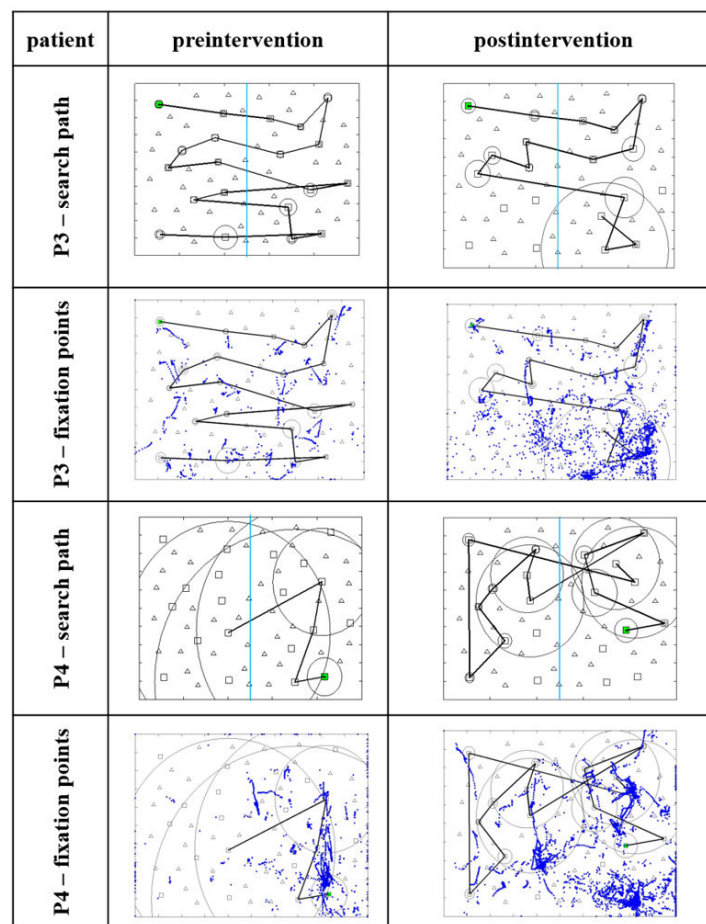 patient preintervention postintervention
P3 – search path
P3 – fixation points
P4 – search path
P4 – fixation points